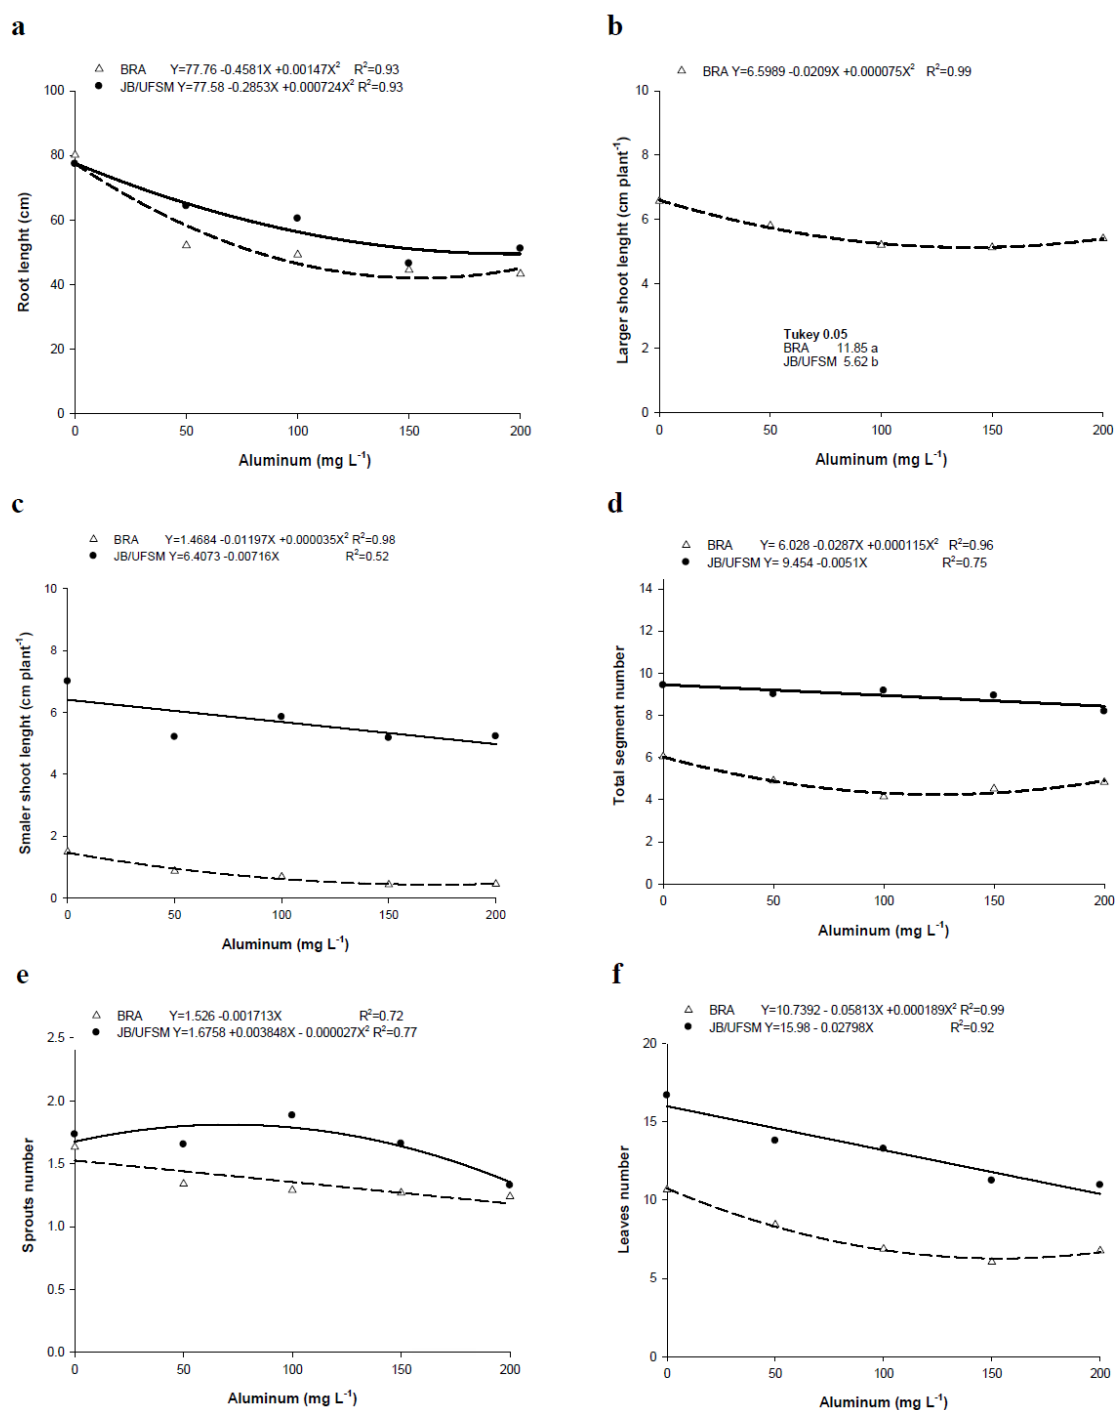 a
△ BRA Y=77.76 -0.4581X +0.00147X² R²=0.93
● JB/UFSM Y=77.58 -0.2853X +0.000724X² R²=0.93
100
80
60
40
20
0
Root lenght (cm)
0 50 100 150 200
Aluminum (mg L⁻¹)
b
△ BRA Y=6.5989 -0.0209X +0.000075X² R²=0.99
10
8
6
4
2
0
Larger shoot lenght (cm plant⁻¹)
Tukey 0.05
BRA 11.85 a
JB/UFSM 5.62 b
0 50 100 150 200
Aluminum (mg L⁻¹)
c
△ BRA Y=1.4684 -0.01197X +0.000035X² R²=0.98
● JB/UFSM Y=6.4073 -0.00716X R²=0.52
10
8
6
4
2
0
Smaler shoot lenght (cm plant⁻¹)
0 50 100 150 200
Aluminum (mg L⁻¹)
d
△ BRA Y= 6.028 -0.0287X +0.000115X² R²=0.96
● JB/UFSM Y= 9.454 -0.0051X R²=0.75
14
12
10
8
6
4
2
0
Total segment number
0 50 100 150 200
Aluminum (mg L⁻¹)
e
△ BRA Y=1.526 -0.001713X R²=0.72
● JB/UFSM Y=1.6758 +0.003848X - 0.000027X² R²=0.77
2.5
2.0
1.5
1.0
0.5
0.0
Sprouts number
0 50 100 150 200
Aluminum (mg L⁻¹)
f
△ BRA Y=10.7392 - 0.05813X +0.000189X² R²=0.99
● JB/UFSM Y=15.98 - 0.02798X R²=0.92
20
15
10
5
0
Leaves number
0 50 100 150 200
Aluminum (mg L⁻¹)